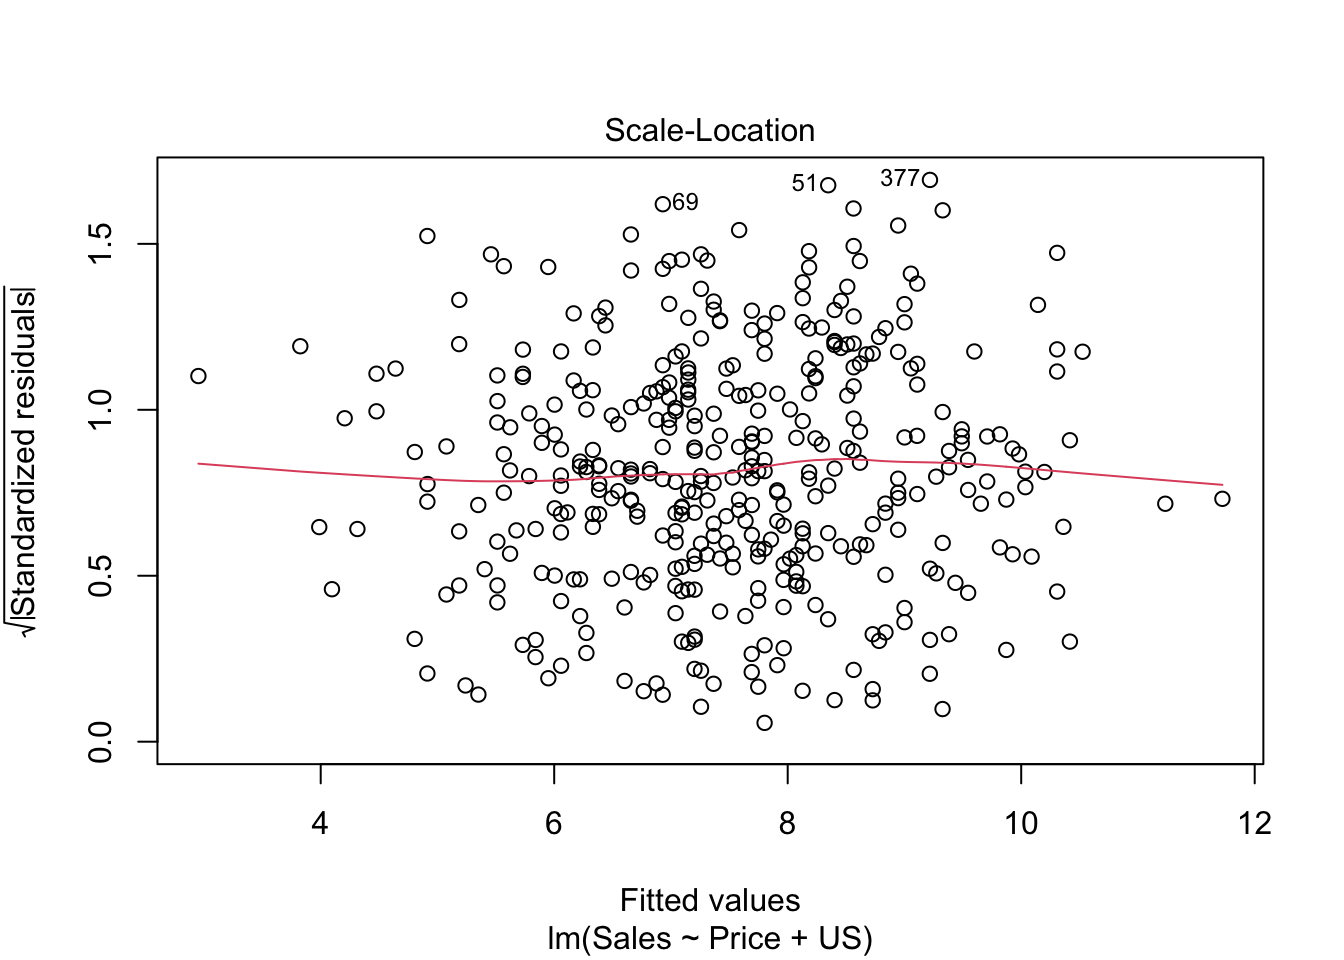 Scale-Location
√|Standardized residuals|
1.5
1.0
0.5
0.0
69
51
377
4 6 8 10 12
Fitted values
lm(Sales ~ Price + US)